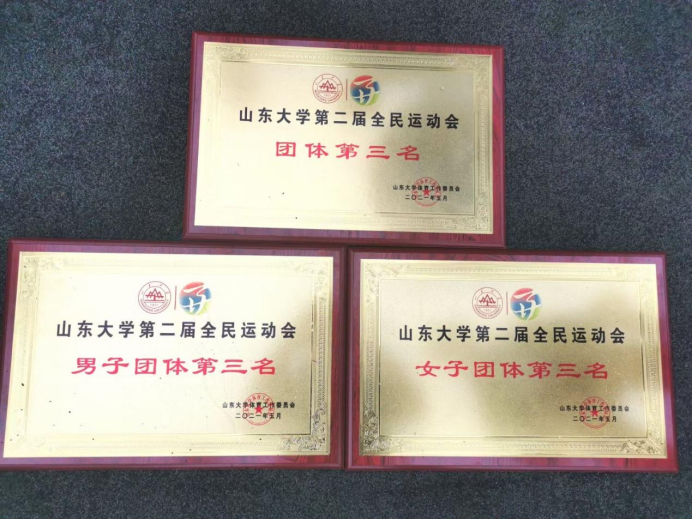 山东大学第二届全民运动会
团体第三名
山东大学体育工作委员会
二〇二一年五月
山东大学第二届全民运动会
男子团体第三名
山东大学体育工作委员会
二〇二一年五月
山东大学第二届全民运动会
女子团体第三名
山东大学体育工作委员会
二〇二一年五月